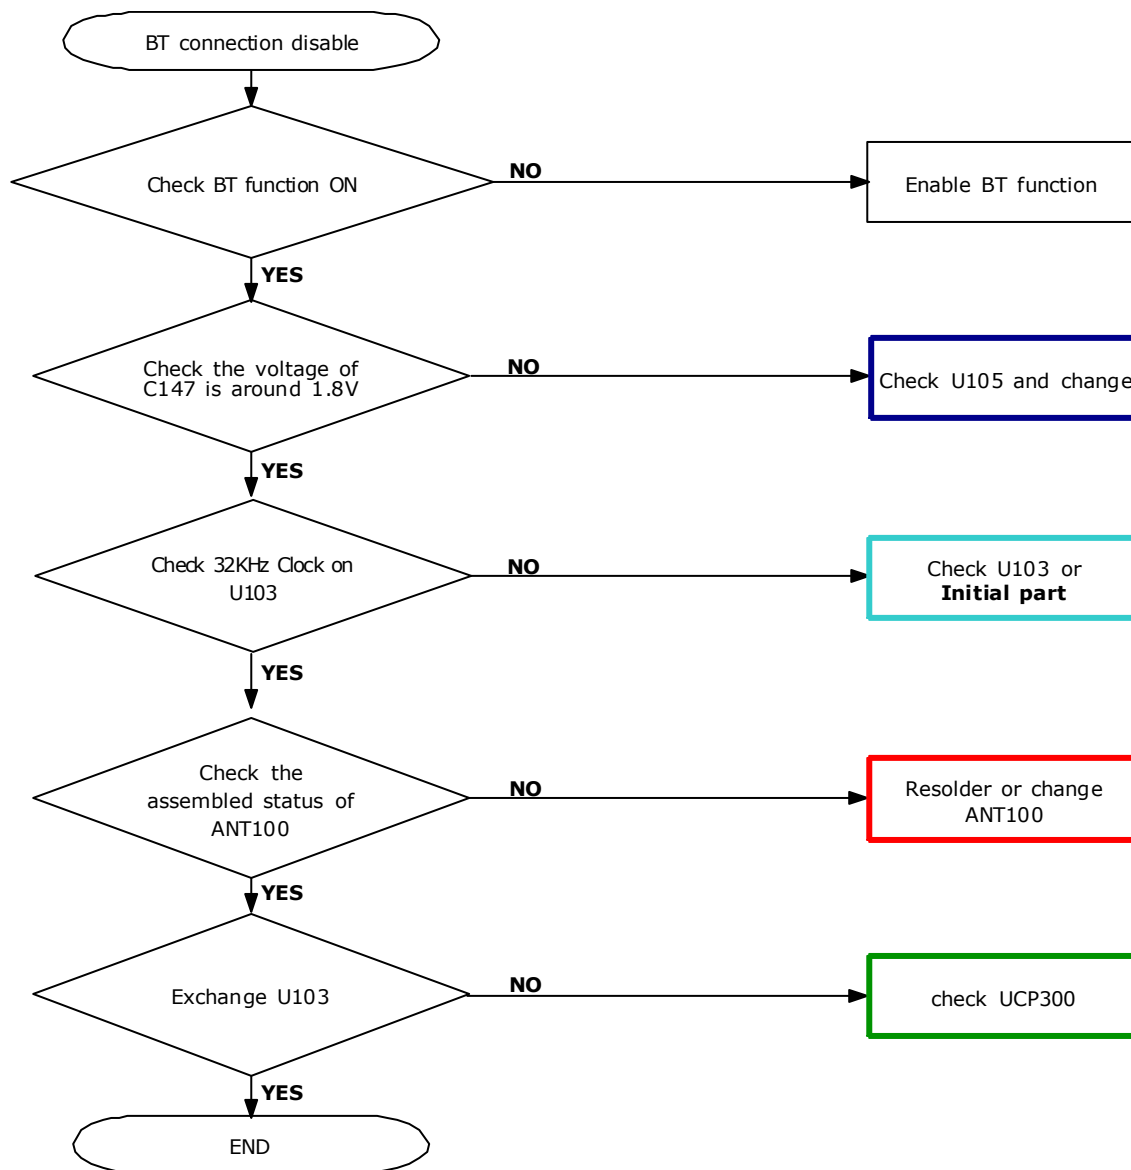 BT connection disable
Check BT function ON
NO
Enable BT function
YES
Check the voltage of
C147 is around 1.8V
NO
Check U105 and change
YES
Check 32KHz Clock on
U103
NO
Check U103 or
Initial part
YES
Check the
assembled status of
ANT100
NO
Resolder or change
ANT100
YES
Exchange U103
NO
check UCP300
YES
END